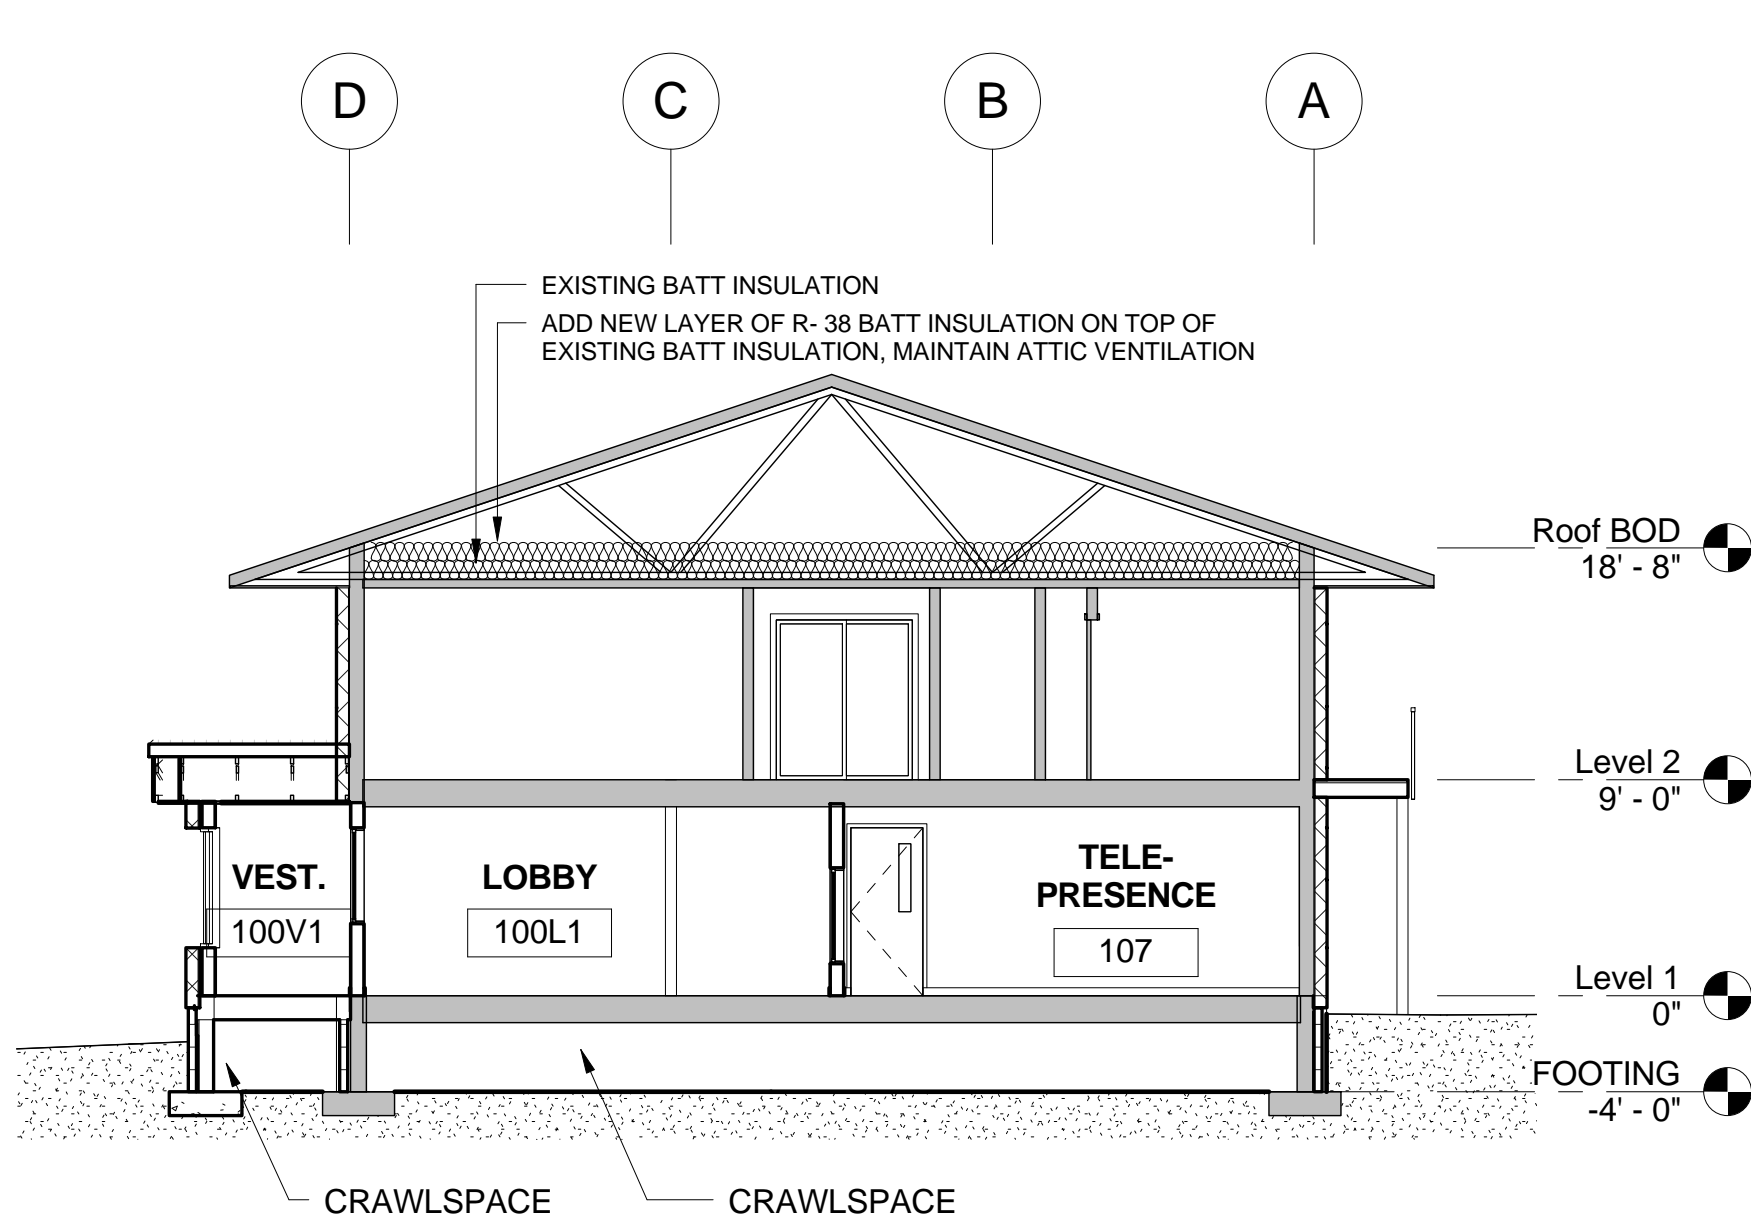 D
C
B
A
EXISTING BATT INSULATION
ADD NEW LAYER OF R- 38 BATT INSULATION ON TOP OF
EXISTING BATT INSULATION, MAINTAIN ATTIC VENTILATION
Roof BOD
18' - 8"
Level 2
9' - 0"
VEST.
100V1
LOBBY
100L1
TELE-
PRESENCE
107
Level 1
0"
FOOTING
-4' - 0"
CRAWLSPACE
CRAWLSPACE